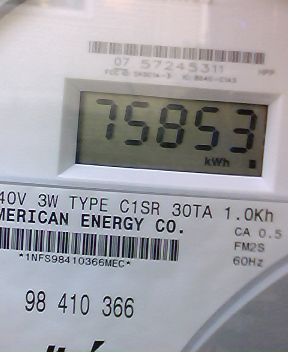 07 57245311
HPP
75853
kWh
40V 3W TYPE C1SR 30TA 1.0Kh
MERICAN ENERGY CO.
CA 0.5
FM2S
*1NFS98410366MEC*
60Hz
98 410 366